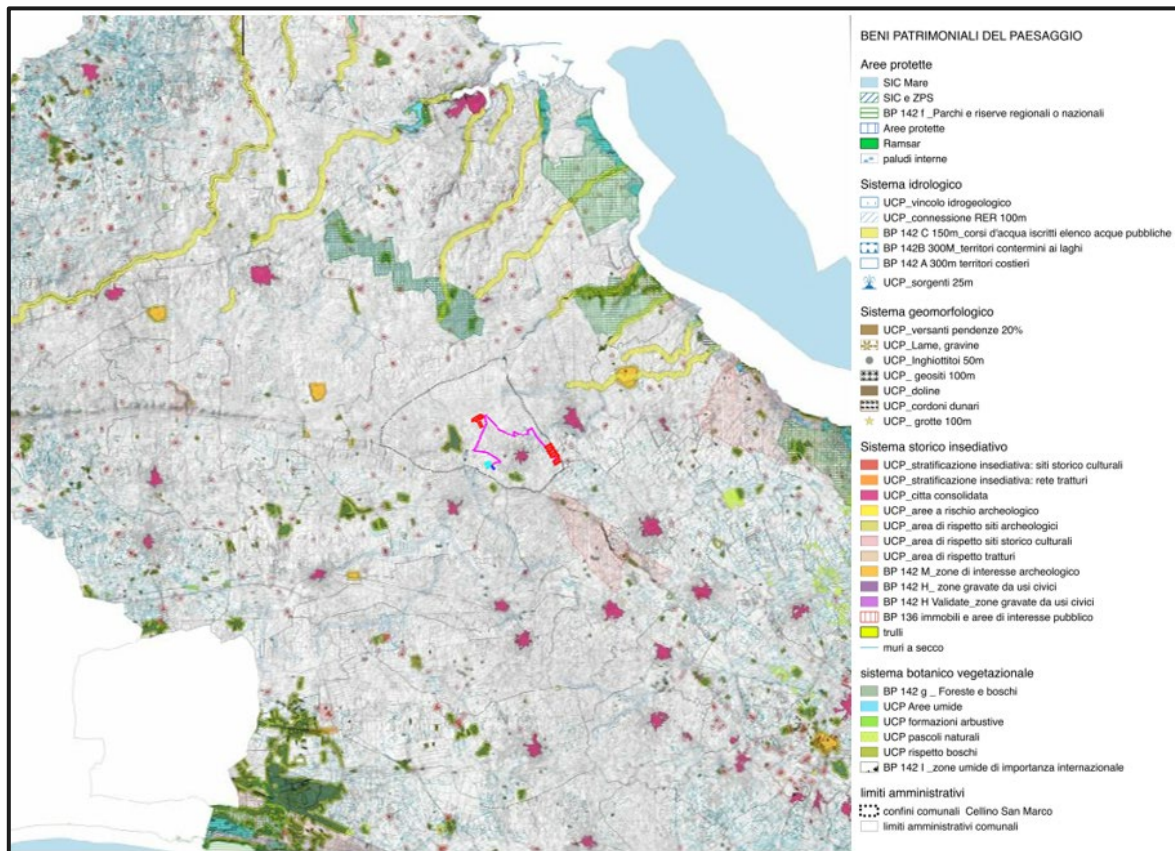 BENI PATRIMONIALI DEL PAESAGGIO
Aree protette
SIC Mare
SIC e ZPS
BP 142 f _Parchi e riserve regionali o nazionali
Aree protette
Ramsar
paludi interne
Sistema idrologico
UCP_vincolo idrogeologico
UCP_connessione RER 100m
BP 142 C 150m_corsi d'acqua iscritti elenco acque pubbliche
BP 142B 300M_territori contermini ai laghi
BP 142 A 300m territori costieri
UCP_sorgenti 25m
Sistema geomorfologico
UCP_versanti pendenze 20%
UCP_Lame, gravine
UCP_Inghiottitoi 50m
UCP_ geositi 100m
UCP_doline
UCP_cordoni dunari
UCP_ grotte 100m
Sistema storico insediativo
UCP_stratificazione insediativa: siti storico culturali
UCP_stratificazione insediativa: rete tratturi
UCP_citta consolidata
UCP_aree a rischio archeologico
UCP_area di rispetto siti archeologici
UCP_area di rispetto siti storico culturali
UCP_area di rispetto tratturi
BP 142 M_zone di interesse archeologico
BP 142 H_ zone gravate da usi civici
BP 142 H Validate_zone gravate da usi civici
BP 136 immobili e aree di interesse pubblico
trulli
muri a secco
sistema botanico vegetazionale
BP 142 g _ Foreste e boschi
UCP Aree umide
UCP formazioni arbustive
UCP pascoli naturali
UCP rispetto boschi
BP 142 I _zone umide di importanza internazionale
limiti amministrativi
confini comunali Cellino San Marco
limiti amministrativi comunali